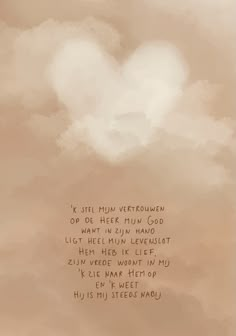 'K STEL MIJN VERTROUWEN
OP DE HEER MIJN GOD
WANT IN ZIJN HAND
LIGT HEEL MIJN LEVENSLOT
HEM HEB IK LIEF,
ZIJN VREDE WOONT IN MIJ
'K ZIE NAAR HEM OP
EN 'K WEET
HIJ IS MIJ STEEDS NABIJ